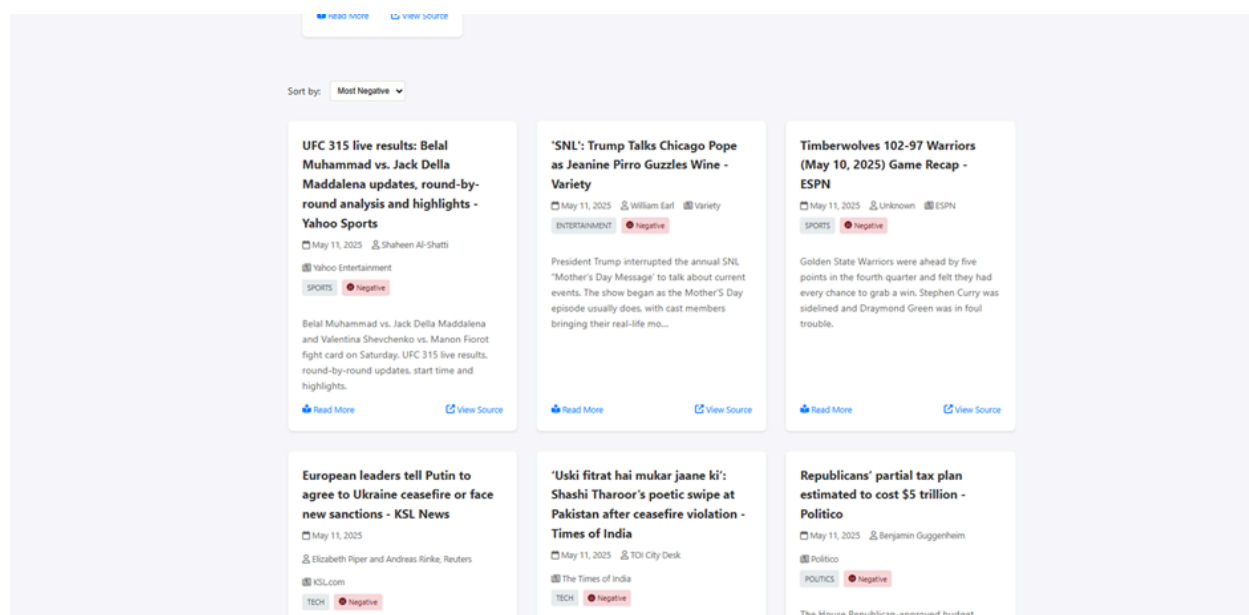 Read More View Source
Sort by: Most Negative
UFC 315 live results: Belal
Muhammad vs. Jack Della
Maddalena updates, round-by-
round analysis and highlights -
Yahoo Sports
May 11, 2025 Shaheen Al-Shatti
Yahoo Entertainment
SPORTS Negative
Belal Muhammad vs. Jack Della Maddalena
and Valentina Shevchenko vs. Manon Fiorot
fight card on Saturday. UFC 315 live results,
round-by-round updates, start time and
highlights.
Read More View Source
'SNL': Trump Talks Chicago Pope
as Jeanine Pirro Guzzles Wine -
Variety
May 11, 2025 William Earl Variety
ENTERTAINMENT Negative
President Trump interrupted the annual SNL
"Mother's Day Message' to talk about current
events. The show began as the Mother'S Day
episode usually does, with cast members
bringing their real-life mo...
Read More View Source
Timberwolves 102-97 Warriors
(May 10, 2025) Game Recap -
ESPN
May 11, 2025 Unknown ESPN
SPORTS Negative
Golden State Warriors were ahead by five
points in the fourth quarter and felt they had
every chance to grab a win. Stephen Curry was
sidelined and Draymond Green was in foul
trouble.
Read More View Source
European leaders tell Putin to
agree to Ukraine ceasefire or face
new sanctions - KSL News
May 11, 2025
Elizabeth Piper and Andreas Rinke, Reuters
KSL.com
TECH Negative
‘Uski fitrat hai mukar jaane ki’:
Shashi Tharoor’s poetic swipe at
Pakistan after ceasefire violation -
Times of India
May 11, 2025 TOI City Desk
The Times of India
TECH Negative
Republicans’ partial tax plan
estimated to cost $5 trillion -
Politico
May 11, 2025 Benjamin Guggenheim
Politico
POLITICS Negative
The House Republican-approved budget